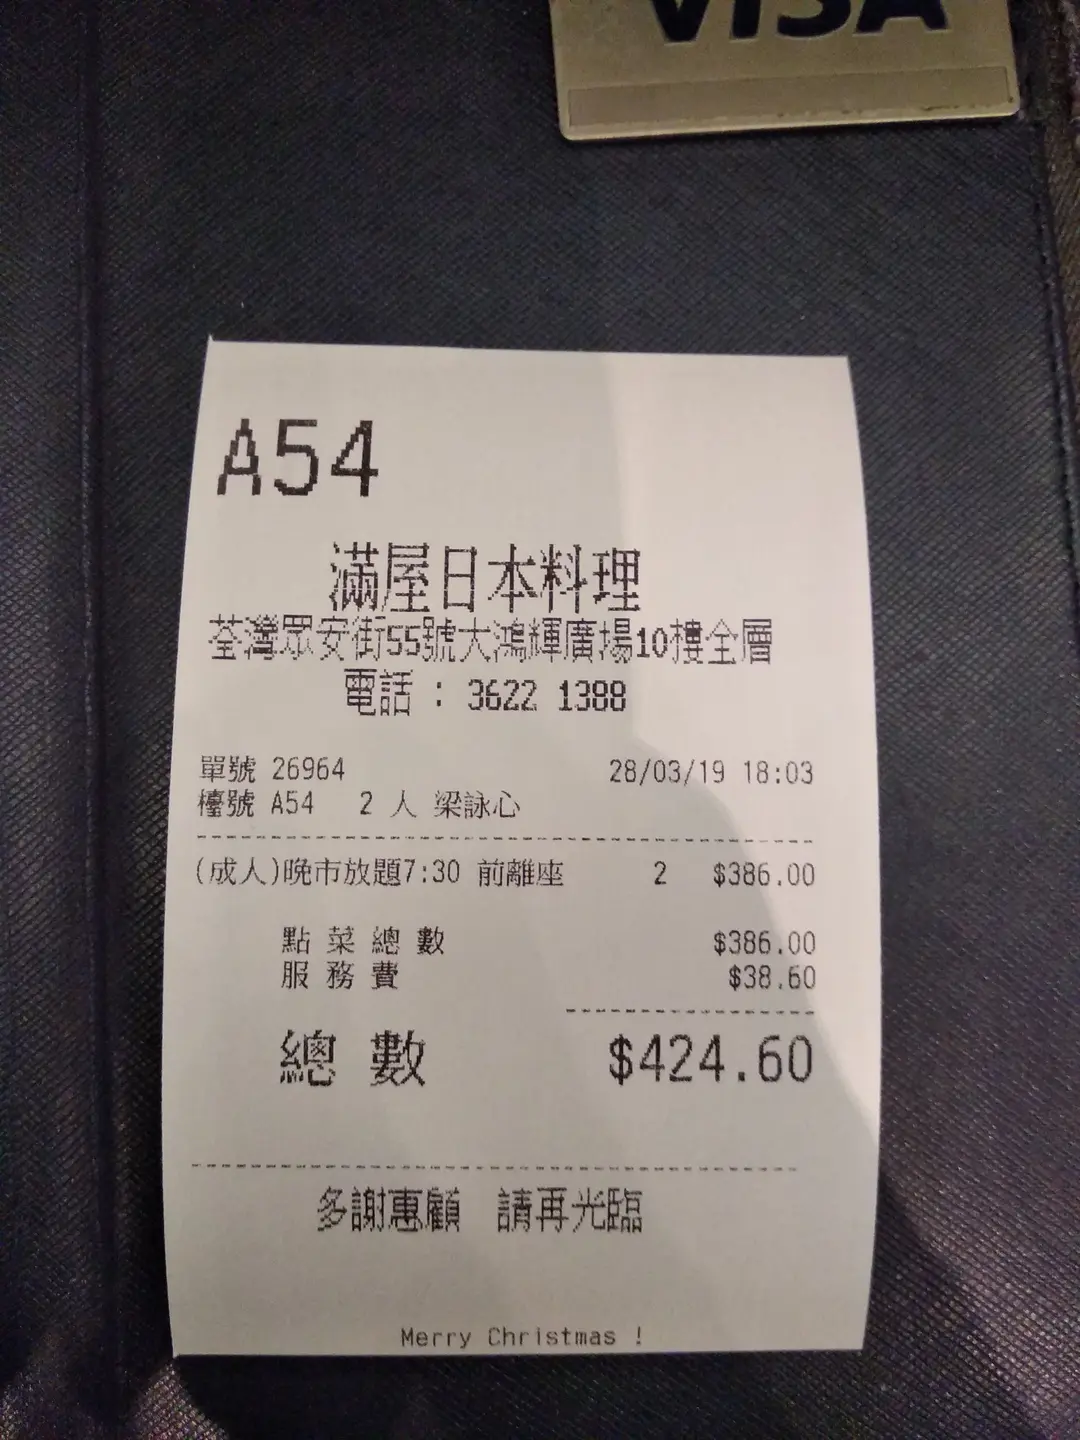 VISA
A54
滿屋日本料理
荃灣眾安街55號大鴻輝廣場10樓全層
電話 : 3622 1388
單號 26964 28/03/19 18:03
檯號 A54 2 人 梁詠心
(成人)晚市放題7:30 前離座 2 $386.00
點菜總數 $386.00
服務費 $38.60
總數 $424.60
多謝惠顧 請再光臨
Merry Christmas !